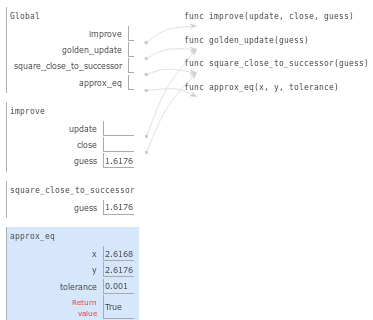 Global
improve
golden_update
square_close_to_successor
approx_eq
func improve(update, close, guess)
func golden_update(guess)
func square_close_to_successor(guess)
func approx_eq(x, y, tolerance)
improve
update
close
guess 1.6176
square_close_to_successor
guess 1.6176
approx_eq
x 2.6168
y 2.6176
tolerance 0.001
Return
value True